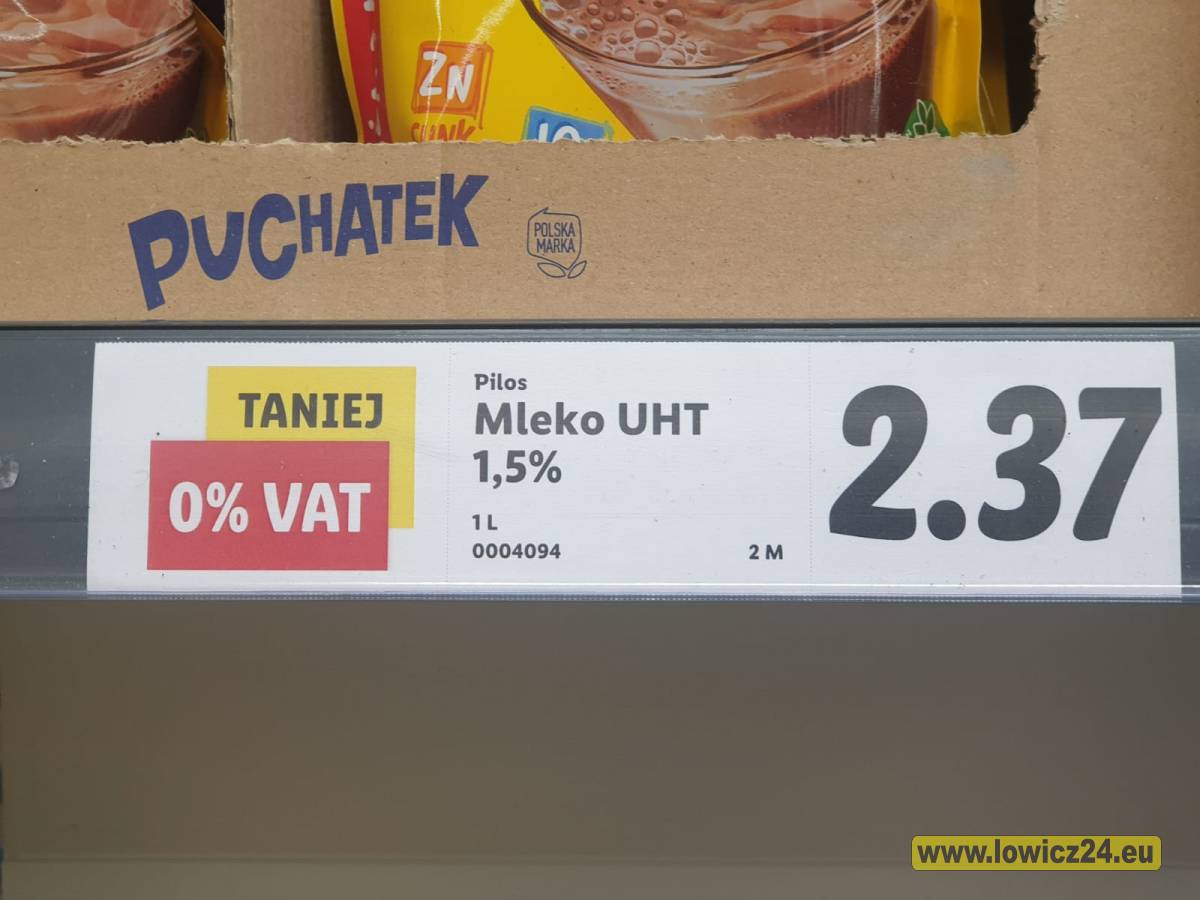 ZN
PUCHATEK
POLSKA
MARKA
TANIEJ
0% VAT
Pilos
Mleko UHT
1,5%
1 L
0004094
2 M
2.37
www.lowicz24.eu